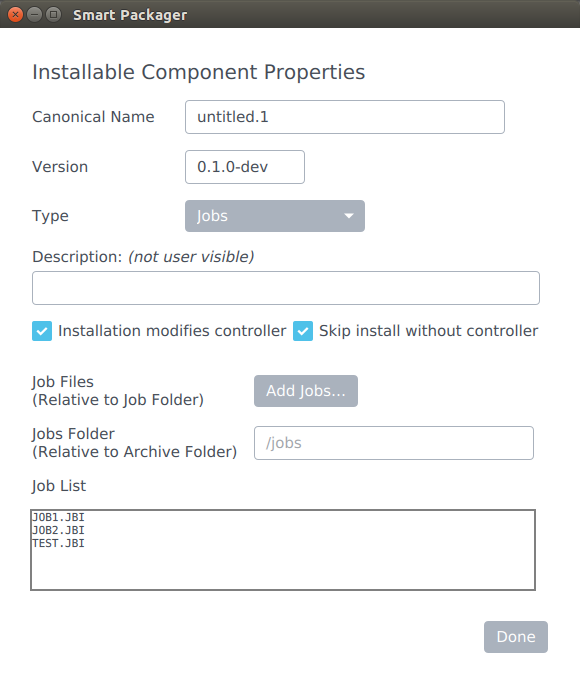 Smart Packager
Installable Component Properties
Canonical Name untitled.1
Version 0.1.0-dev
Type Jobs
Description: (not user visible)
Installation modifies controller Skip install without controller
Job Files
(Relative to Job Folder) Add Jobs...
Jobs Folder
(Relative to Archive Folder) /jobs
Job List
JOB1.JBI
JOB2.JBI
TEST.JBI
Done